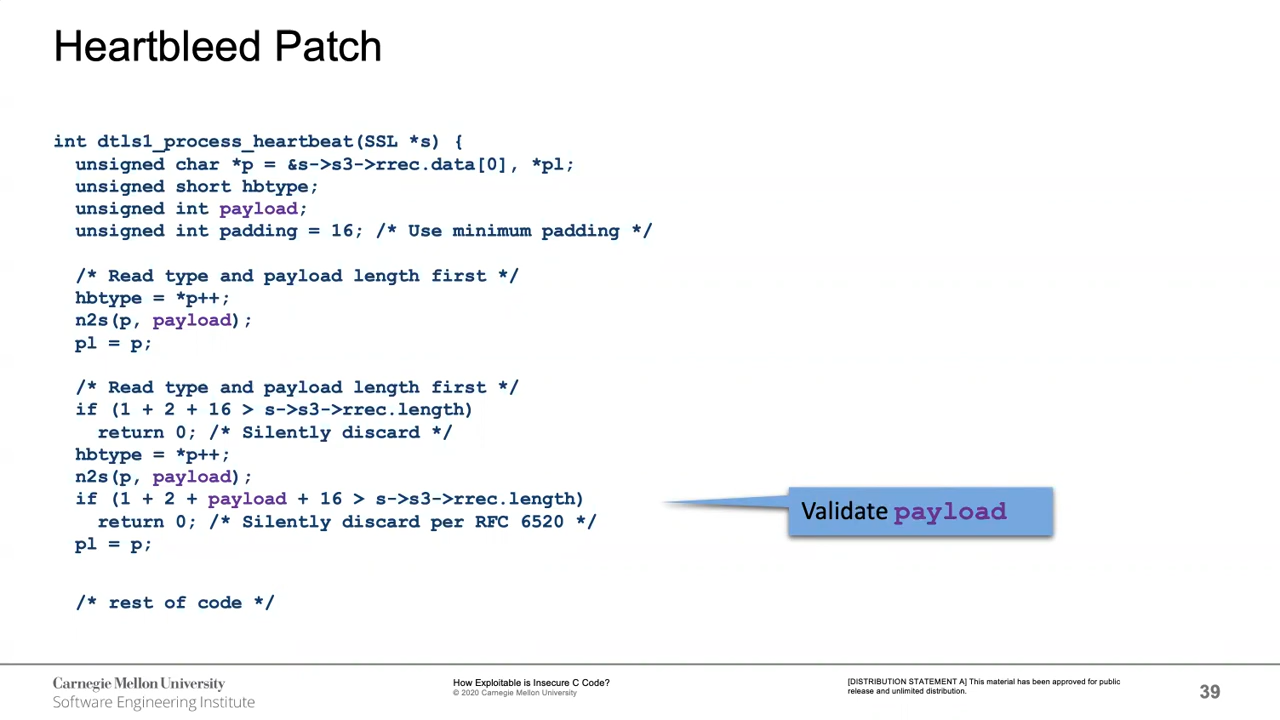 Heartbleed Patch
int dtls1_process_heartbeat(SSL *s) {
  unsigned char *p = &s->s3->rrec.data[0], *pl;
  unsigned short hbtype;
  unsigned int payload;
  unsigned int padding = 16; /* Use minimum padding */
  /* Read type and payload length first */
  hbtype = *p++;
  n2s(p, payload);
  pl = p;
  /* Read type and payload length first */
  if (1 + 2 + 16 > s->s3->rrec.length)
    return 0; /* Silently discard */
  hbtype = *p++;
  n2s(p, payload);
  if (1 + 2 + payload + 16 > s->s3->rrec.length)
    return 0; /* Silently discard per RFC 6520 */
  pl = p;
  /* rest of code */
Validate payload
Carnegie Mellon University
Software Engineering Institute
How Exploitable is Insecure C Code?
© 2020 Carnegie Mellon University
[DISTRIBUTION STATEMENT A] This material has been approved for public
release and unlimited distribution.
39